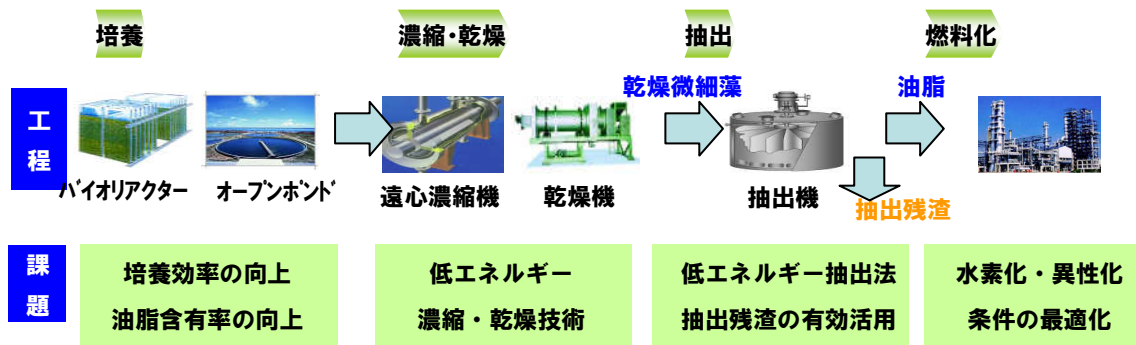 培養
濃縮・乾燥
抽出
燃料化
工程
乾燥微細藻
油脂
バイオリアクター
オープンポンド
遠心濃縮機
乾燥機
抽出機
抽出残渣
課題
培養効率の向上
油脂含有率の向上
低エネルギー
濃縮・乾燥技術
低エネルギー抽出法
抽出残渣の有効活用
水素化・異性化
条件の最適化